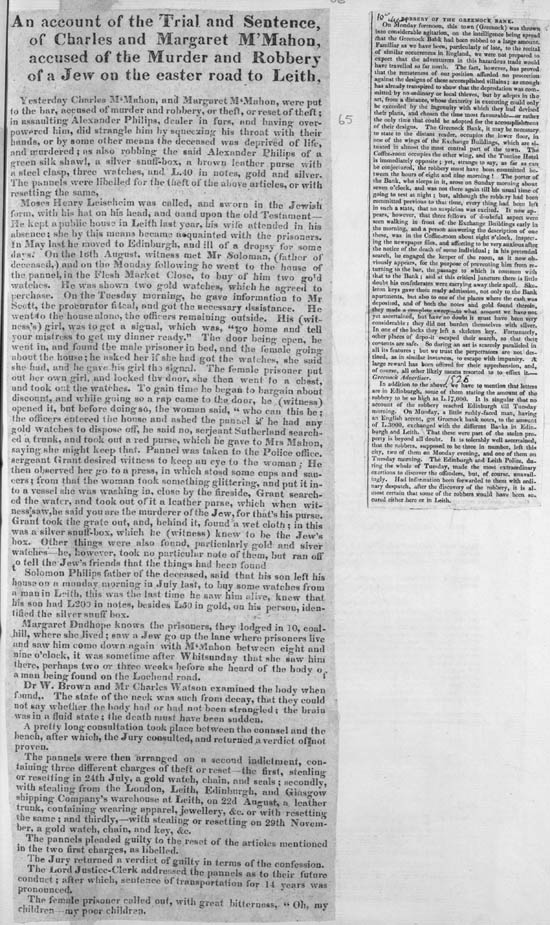 An account of the Trial and Sentence,
of Charles and Margaret M'Mahon,
accused of the Murder and Robbery
of a Jew on the easter road to Leith.
Yesterday Charles M'Mahon, and Margaret M'Mahon, were put
to the bar, accused of murder and robbery, or theft, or reset of theft;
in assaulting Alexander Philips, dealer in furs, and having over-
powered him, did strangle him by squeezing his throat with their
hands, or by some other means the deceased was deprived of life,
and murdered; as also robbing the said Alexander Philips of a
green silk shawl, a silver snuff-box, a brown leather purse with
a steel clasp, three watches, and L.40 in notes, gold and silver.
The pannels were libelled for the theft of the above articles, or with
resetting the same,
Moses Henry Leiseheim was called, and sworn in the Jewish
form, with his hat on his head, and oand upon the old Testament—
He kept a public house in Leith last year, his wife attended in his
absence; she by this means became acquainted with the prisoners.
In May last he moved to Edinburgh, and ill of a dropsy for some
days. On the 15th August, witness met Mr Soloman, (father of
deceased,) and on the Monday following he went to the house of
the pannel, in the Flesh Market Close, to buy of him two go'd
watches. He was shown two gold watches, which he agreed to
purchase. On the Tuesday morning, he gave information to Mr
Scott, the procurator fiscal, and got the necessary assistance. He
went to the house alone, the officers remaining outside. His (wit-
ness's) girl, was to get a signal, which was, "go home and tell
your mistress to get my dinner ready." The door being open, he
went in, and found the male prisoner in bed, and the female going
about the house; he asked her if she had got the watches, she said
she had, and he gave his girl the signal. The female prisoner put
out her own girl, and locked the door, she then went to a chest,
and took out the watches. To gain time he began to bargain about
discount, and while going so a rap came to the door, he (witness)
opened it, but before doing so, the woman said, " who can this be;
the officers entered the house and ashed the pannel if he had any
gold watches to dispose off, he said no, serjeant Sutherland search-
ed a trunk, and took out a red purse, which he gave to Mrs Mahon,
saying she might keep that. Pannel was taken to the Police office.
sergeant Grant desired witness to keep an eye to the woman; He
then observed her go to a press, in which stood some cups and sau-
cers; from that the woman took something glittering, and put it in-
to a vessel she was washing in, close by the fireside, Grant search-
ed the water, and took out of it a leather purse, which when wit-
ness saw, he said you are the murderer of the Jew, for that's his purse.
Grant took the grate out, and, behind it, found a wet cloth; in this
was a silver snuff-box, which he (witness) knew to be the Jew's
box. Other things were also found, particularly gold and siver
watches—he, however, took no particular note of them, but ran off
to tell the Jew's friends that the things had been found
Solomon Philips father of the deceased, said that his son left his
house on a monday morning in July last, to buy some watches from
a man in Leith, this was the last time he saw him alive, knew that
his son had L200 in notes, besides L50 in gold, on his person, iden-
tified the silver snuff box.
Margaret Dudhope knows the prisoners, they lodged in 10, coal-
hill, where she lived; saw a Jew go up the lane where prisoners live
and saw him come down again with M'Mahon between eight and
nine o'clock, it was sometime after Whitsunday that she saw him
there, perhaps two or three weeks before she heard of the body o,
a man being found on the Lochend road.
Dr W. Brown and Mr Charles Watson examined the body when
found,. The state of the neck was such from decay, that they could
not say whether the body had or had not been strangled; the brain
was in a fluid state; the death must have been sudden.
A pretty long consultation took place between the counsel and the
bench, after which, the Jury consulted, and returned a verdict of not
proven.
The pannels were then arranged on a second indictment, con-
taining three different charges of theft or reset—the first, stealing
or resetting in 24th July, a gold watch, chain, and seals; secondly,
with stealing from the London, Leith, Edinburgh, and Glasgow
shipping Company's warehouse at Leith, on 22d August, a leather
trunk, containing wearing apparel, jewellery, &c. or with resetting
the same; and thirdly,—with stealing or resetting on 29th Novem-
ber, a gold watch, chain, and key, &c.
The pannels pleaded guilty to the reset of the articles mentioned
in the two first charges, as libelled.
The Jury returned a verdict of guilty in terms of the confession.
The Lord Justice-Clerk addressed the pannels as to their future
conduct; after which, sentence of transportation for 14 years was
pronounced.
The female prisoner called out, with great bitterness, " Oh, my
children—my poor children.
65
ROBBERY OF THE GREENOCK BANK.
On Monday forenoon, this town (Greenock) was thrown
into considerable agitation, on the intelligence being spread
that the Greenock Bank had been robbed to a large amount.
Familiar as we have been, particularly of late, to the recital
of similar occurrences in England, we were not prepared to
expect that the adventurers in this hazardous trade would
have travelled so far north. The fact, however, has proved
that the remoteness of our position afforded no protection
against the designs of these accomplished villains; as enough
has already transpired to show that the depredation was com-
mitted by no ordinary or local thieves, but by adepts in the
art, from a distance, whose dexterity in executing could only
be exceeded by the ingenuity with which they had devised
their plans, and chosen the time most favourable—or rather
the only time that could be adopted for the accomplishment
of their designs. The Greenock Bank, it may be necessary
to state to the distant reader, occupies the lower floor, in
one of the wings of the Exchange Buildings, which are si-
tuated in almost the most central part of the town. The
Coffee-room occupies the other wing, and the Tontine Hotel
is immediately opposite; yet, strange to say, as far as can
be conjectured, the robbery must have been committed be-
tween the hours of eight and nine morning! The porter of
the Bank, who sleeps in it, arose on Sunday morning about
seven o'clock, and was not there again till his usual time of
going to rest at night; but, although the robbery had been
committed previous to that time, every thing had been left
in such a state, that no suspicion was excited. It now ap-
pears, however, that three fellows of doubtful aspect were
seen walking in front of the Exchange Buildings early in
the morning, and a person answering the description of one
these, was in the Coffee-room about eight o'clock, inspect-
ing the newspaper files, and affecting to be very anxious after
the notice of the death of some individual; in his pretended
search, he engaged the keeper of the room, as it now ob-
viously appears, for the purpose of preventing him from re-
turning to the bar, the passage to which is common with
that to the Bank; and at this critical juncture there is little
doubt his confederates were carrying away their spoil. Ske-
leton keys gave their ready admission, not only to the Bank
apartments, but also to one of the places where the cash was
deposited, and of both the notes and gold found therein,
they made a complete sweep—to what amount we have not
yet ascertained, but have no doubt it must have been very
considerable; they did not burden themselves with silver.
In one of the locks they left a skeleton key. Fortunately,
other places of deposit escaped their search, so that their
contents are safe. So daring an act is scarcely paralleled in
all its features; but we trust the perpetrators are not des-
tined, as in similar instances, to escape with impunity. A
large reward has been offered for their apprehension, and,
of course, all other likely means resorted to to effect it.—
Greenock Advertiser. 1828
In addition to the above, we have to mention that letters
are in Edinburgh, some of them stating the amount of the
robbery to be so high as L.17,000. It is singular that no
account of the robbery reached Edinburgh till Tuesday
morning. On Monday, a little ruddy-faced man, having
an English accent, got Greenock bank notes, to the amount
of L.3000, exchanged with the different Banks in Edin-
burgh and Leith. That these were part of the stolen pro-
perty is beyond all doubt. It is tolerably well ascertained,
that the robbers, supposed to be three in number, left this
city, two of them on Monday evening, and one of them on
Tuesday morning. The Edinburgh and Leith Police, du-
ring the whole of Tuesday, made the most extraordinary
exertions to discover the offenders, but, of course, unavail-
ingly. Had information been forwarded to them with ordi-
nary despatch, after the discovery of the robbery, it is al-
most certain that some of the robbers would have been se-
cured either here or in Leith.